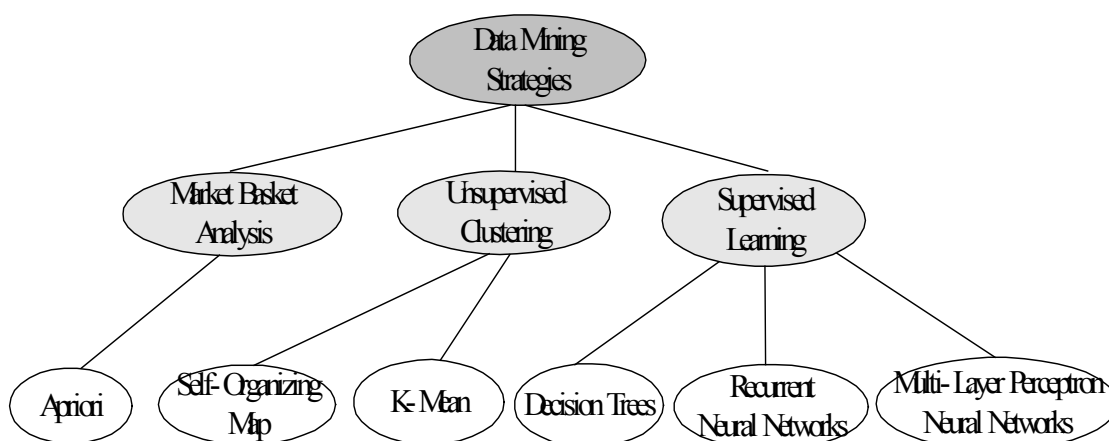 Data Mining
Strategies
Market Basket
Analysis
Unsupervised
Clustering
Supervised
Learning
Apriori
Self-Organizing
Map
K-Mean
Decision Trees
Recurrent
Neural Networks
Multi-Layer Perceptron
Neural Networks